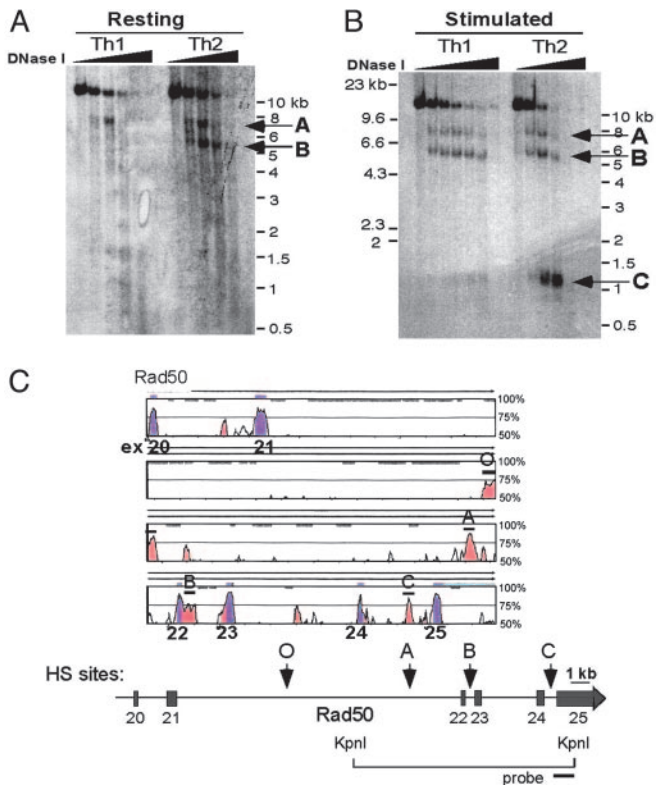 A
Resting
Th1 Th2
DNase I
10 kb
8
6
5
4
3
2
1.5
1
0.5
A
B
B
Stimulated
Th1 Th2
DNase I
23 kb
9.6
6.6
4.3
2.3
2
10 kb
8
6
5
4
3
2
1.5
1
0.5
A
B
C
C
Rad50
100%
75%
50%
ex 20 21
O
100%
75%
50%
A
100%
75%
50%
B C
100%
75%
50%
22 23 24 25
HS sites: O A B C
1 kb
20 21 Rad50 22 23 24 25
KpnI KpnI
probe